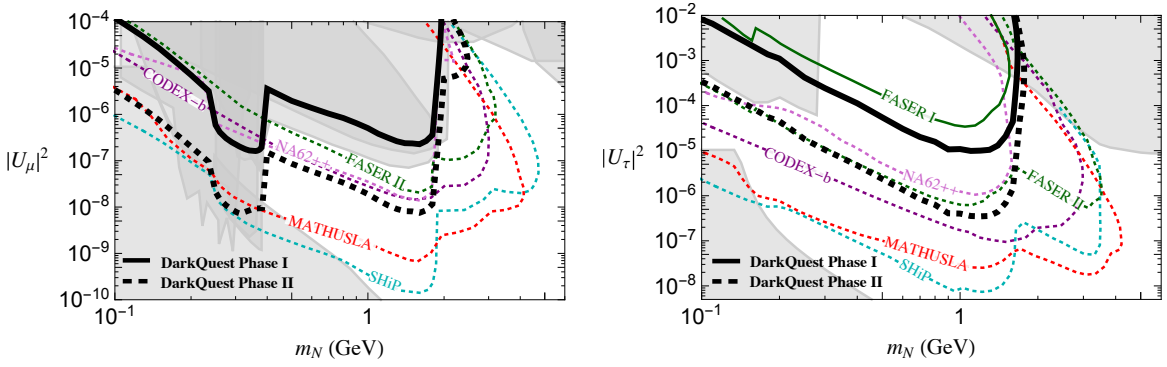 10⁻⁴
10⁻⁵
10⁻⁶
10⁻⁷
10⁻⁸
10⁻⁹
10⁻¹⁰
|U_μ|²
CODEX−b
NA62++
FASER II
MATHUSLA
SHiP
DarkQuest Phase I
DarkQuest Phase II
10⁻¹
1
m_N (GeV)
10⁻²
10⁻³
10⁻⁴
10⁻⁵
10⁻⁶
10⁻⁷
10⁻⁸
|U_τ|²
FASER I
NA62++
CODEX−b
FASER II
MATHUSLA
SHiP
DarkQuest Phase I
DarkQuest Phase II
10⁻¹
1
m_N (GeV)